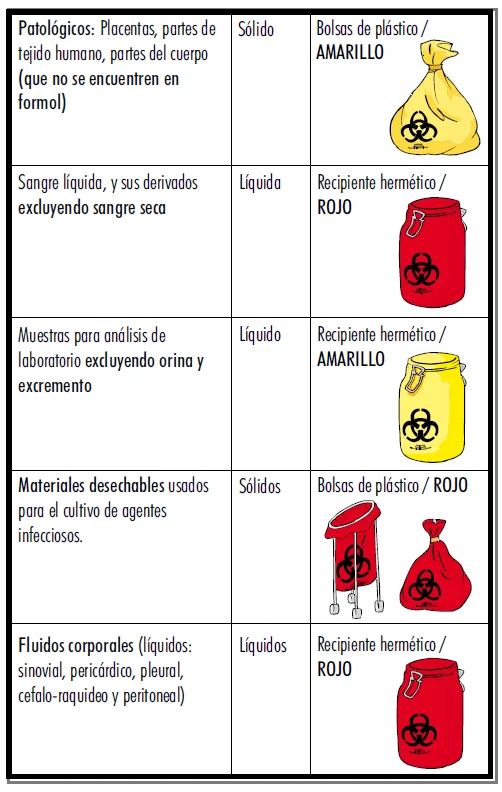 Patológicos: Placentas, partes de
tejido humano, partes del cuerpo
(que no se encuentren en
formol)
Sólido
Bolsas de plástico /
AMARILLO
Sangre líquida, y sus derivados
excluyendo sangre seca
Líquida
Recipiente hermético /
ROJO
Muestras para análisis de
laboratorio excluyendo orina y
excremento
Líquido
Recipiente hermético /
AMARILLO
Materiales desechables usados
para el cultivo de agentes
infecciosos.
Sólidos
Bolsas de plástico / ROJO
Fluidos corporales (líquidos:
sinovial, pericárdico, pleural,
cefalo-raquideo y peritoneal)
Líquidos
Recipiente hermético /
ROJO